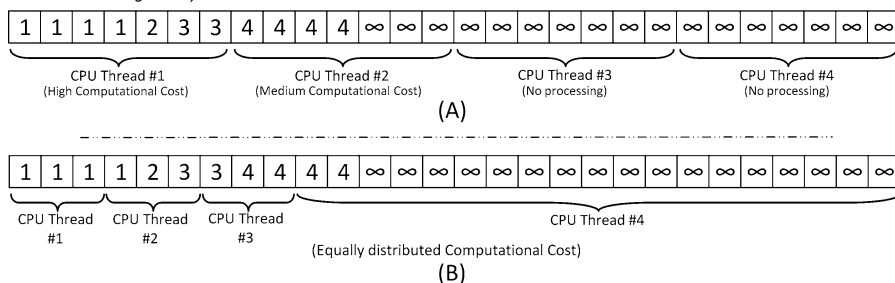 1 1 1 1 2 3 3 4 4 4 4 ∞ ∞ ∞ ∞ ∞ ∞ ∞ ∞ ∞ ∞ ∞ ∞ ∞ ∞ ∞ ∞ ∞
CPU Thread #1 CPU Thread #2 CPU Thread #3 CPU Thread #4
(High Computational Cost) (Medium Computational Cost) (No processing) (No processing)
(A)
1 1 1 1 2 3 3 4 4 4 4 ∞ ∞ ∞ ∞ ∞ ∞ ∞ ∞ ∞ ∞ ∞ ∞ ∞ ∞ ∞ ∞ ∞
CPU Thread CPU Thread CPU Thread CPU Thread #4
#1 #2 #3
(Equally distributed Computational Cost)
(B)